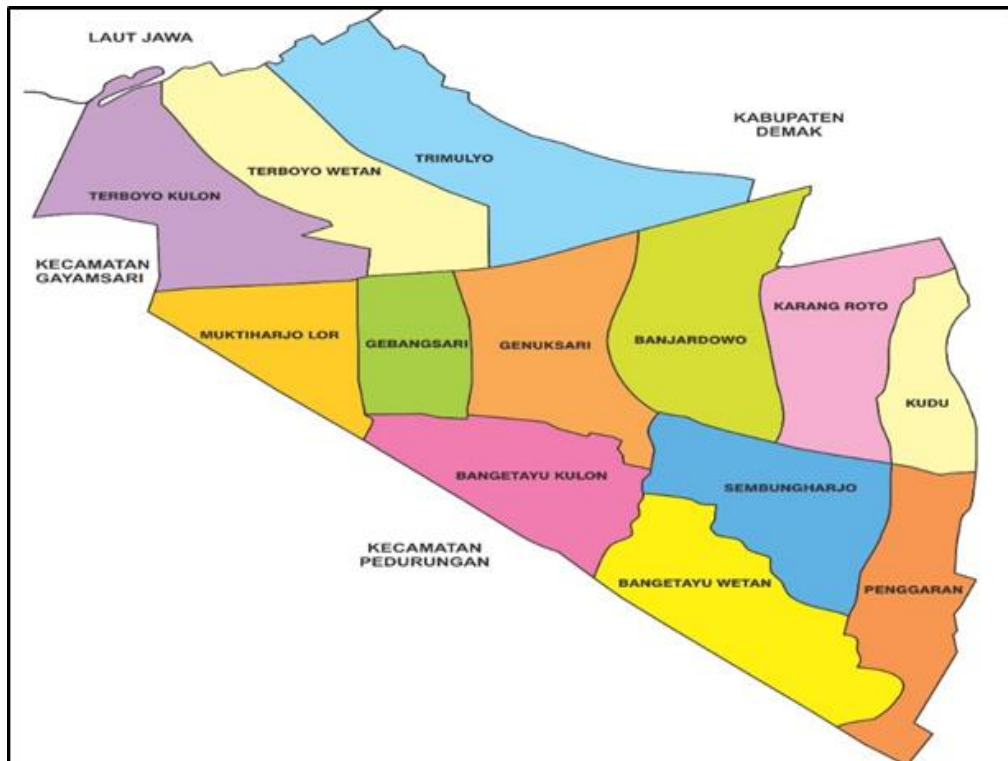 LAUT JAWA
KABUPATEN
DEMAK
TRIMULYO
TERBOYO WETAN
TERBOYO KULON
KECAMATAN
GAYAMSARI
KARANG ROTO
MUKTIHARJO LOR
GEBANGSARI
GENUKSARI
BANJARDOWO
KUDU
BANGETAYU KULON
SEMBUNGHARJO
KECAMATAN
PEDURUNGAN
BANGETAYU WETAN
PENGGARAN